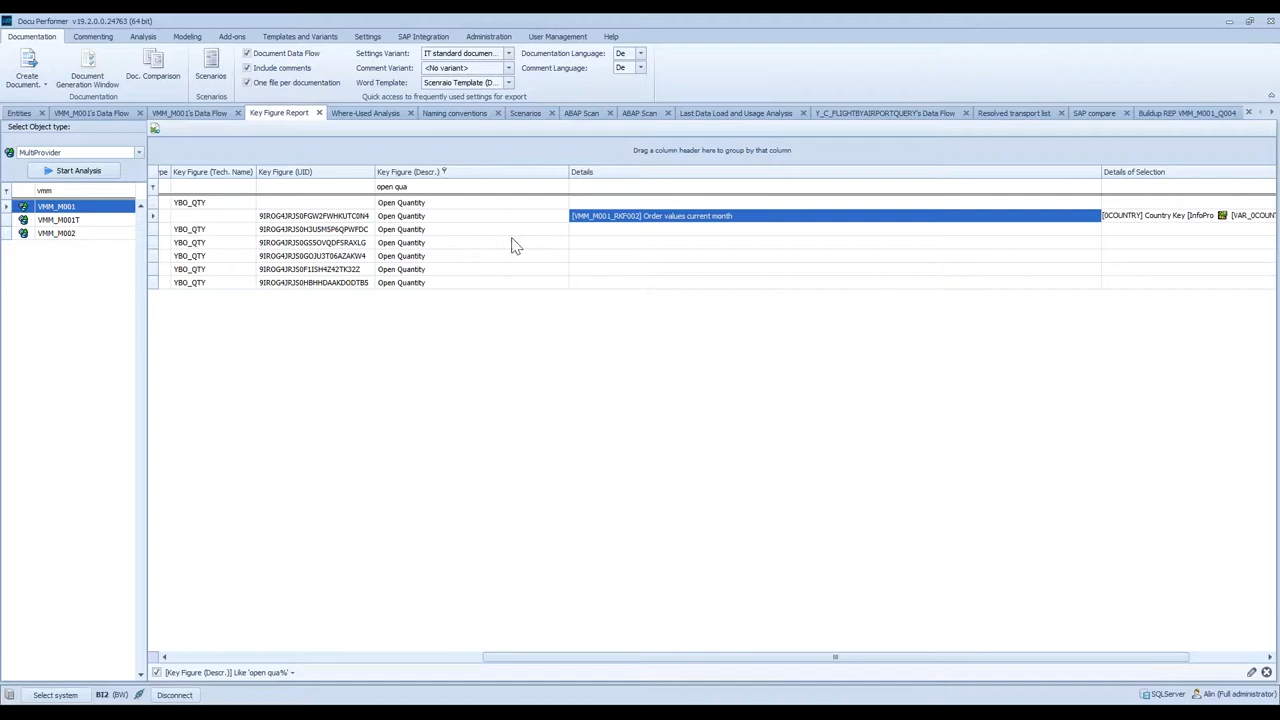 Docu Performer v19.2.0.0.24763 (64 bit)
Documentation Commenting Analysis Modeling Add-ons Templates and Variants Settings SAP Integration Administration User Management Help
Create Document. Document Generation Window Doc. Comparison Scenarios
Document Data Flow Settings Variant: IT standard documen... Documentation Language: De
Include comments Comment Variant: <No variant> Comment Language: De
One file per documentation Word Template: Scenraio Template (D...
Documentation Scenarios Quick access to frequently used settings for export
Entities VMM_M001's Data Flow VMM_M001's Data Flow Key Figure Report Where-Used Analysis Naming conventions Scenarios ABAP Scan ABAP Scan Last Data Load and Usage Analysis Y_C_FLIGHTBYAIRPORTQUERY's Data Flow Resolved transport list SAP compare Buildup REP VMM_M001_Q004
Select Object type:
MultiProvider
Drag a column header here to group by that column
Start Analysis
ype Key Figure (Tech. Name) Key Figure (UID) Key Figure (Descr.) Details Details of Selection
vmm
open qua
VMM_M001
VMM_M001T
VMM_M002
YBO_QTY Open Quantity
9IROG4JRJS0FGW2FWHKUTC0N4 Open Quantity [VMM_M001_RKF002] Order values current month [0COUNTRY] Country Key [InfoPro [VAR_0COUNT
YBO_QTY 9IROG4JRJS0H3U5M5P6QPWFDC Open Quantity
YBO_QTY 9IROG4JRJS0GS5OVQDFSRAXLG Open Quantity
YBO_QTY 9IROG4JRJS0GOJU3T06AZAKW4 Open Quantity
YBO_QTY 9IROG4JRJS0F1ISH4Z42TK32Z Open Quantity
YBO_QTY 9IROG4JRJS0HBHHDAAKDODTB5 Open Quantity
[Key Figure (Descr.)] Like 'open qua%'
Select system BI2 (BW) Disconnect SQLServer Alin (Full administrator)